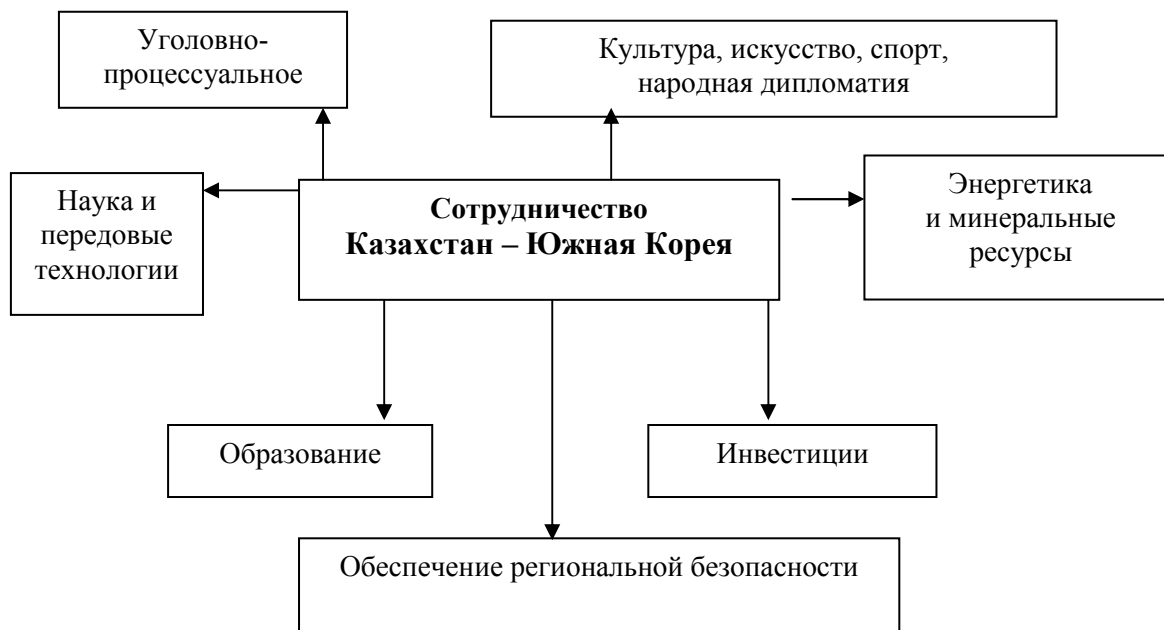 Уголовно-
процессуальное
Культура, искусство, спорт,
народная дипломатия
Наука и
передовые
технологии
Сотрудничество
Казахстан – Южная Корея
Энергетика
и минеральные
ресурсы
Образование
Инвестиции
Обеспечение региональной безопасности